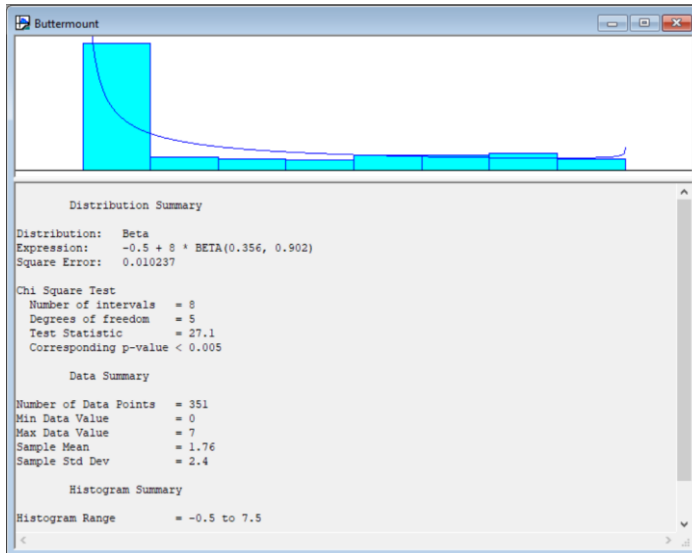 Buttermount
Distribution Summary
Distribution: Beta
Expression: -0.5 + 8 * BETA(0.356, 0.902)
Square Error: 0.010237
Chi Square Test
Number of intervals = 8
Degrees of freedom = 5
Test Statistic = 27.1
Corresponding p-value < 0.005
Data Summary
Number of Data Points = 351
Min Data Value = 0
Max Data Value = 7
Sample Mean = 1.76
Sample Std Dev = 2.4
Histogram Summary
Histogram Range = -0.5 to 7.5